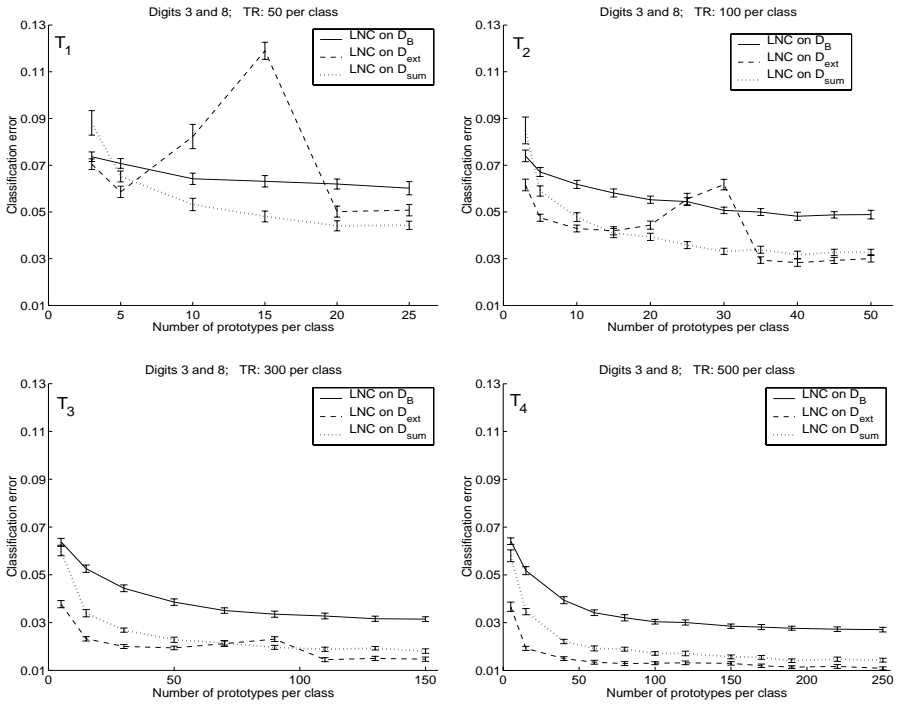 Digits 3 and 8; TR: 50 per class
T1
LNC on DB
LNC on Dext
LNC on Dsum
Classification error
0.13
0.11
0.09
0.07
0.05
0.03
0.01
0 5 10 15 20 25
Number of prototypes per class
Digits 3 and 8; TR: 100 per class
T2
LNC on DB
LNC on Dext
LNC on Dsum
Classification error
0.13
0.11
0.09
0.07
0.05
0.03
0.01
0 10 20 30 40 50
Number of prototypes per class
Digits 3 and 8; TR: 300 per class
T3
LNC on DB
LNC on Dext
LNC on Dsum
Classification error
0.13
0.11
0.09
0.07
0.05
0.03
0.01
0 50 100 150
Number of prototypes per class
Digits 3 and 8; TR: 500 per class
T4
LNC on DB
LNC on Dext
LNC on Dsum
Classification error
0.13
0.11
0.09
0.07
0.05
0.03
0.01
0 50 100 150 200 250
Number of prototypes per class